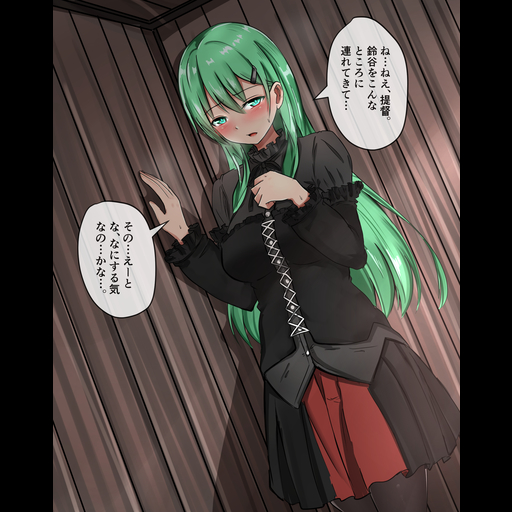 ね…ねえ、提督。
鈴谷をこんな
ところに
連れてきて…
その…えーと
な、なにする気
なの…かな…。